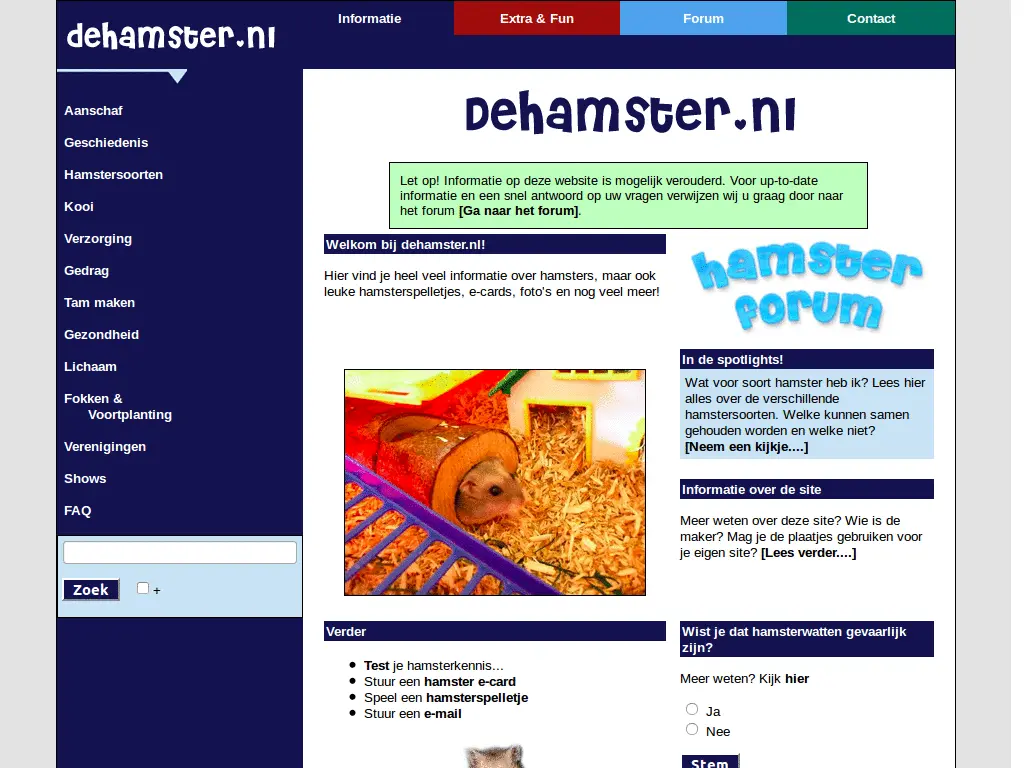 dehamster.nl
Informatie
Extra & Fun
Forum
Contact
Aanschaf
Geschiedenis
Hamstersoorten
Kooi
Verzorging
Gedrag
Tam maken
Gezondheid
Lichaam
Fokken &
Voortplanting
Verenigingen
Shows
FAQ
Zoek
+
Dehamster.nl
Let op! Informatie op deze website is mogelijk verouderd. Voor up-to-date
informatie en een snel antwoord op uw vragen verwijzen wij u graag door naar
het forum [Ga naar het forum].
Welkom bij dehamster.nl!
Hier vind je heel veel informatie over hamsters, maar ook
leuke hamsterspelletjes, e-cards, foto's en nog veel meer!
hamster
forum
In de spotlights!
Wat voor soort hamster heb ik? Lees hier
alles over de verschillende
hamstersoorten. Welke kunnen samen
gehouden worden en welke niet?
[Neem een kijkje....]
Informatie over de site
Meer weten over deze site? Wie is de
maker? Mag je de plaatjes gebruiken voor
je eigen site? [Lees verder....]
Verder
Test je hamsterkennis...
Stuur een hamster e-card
Speel een hamsterspelletje
Stuur een e-mail
Wist je dat hamsterwatten gevaarlijk
zijn?
Meer weten? Kijk hier
Ja
Nee
Stem